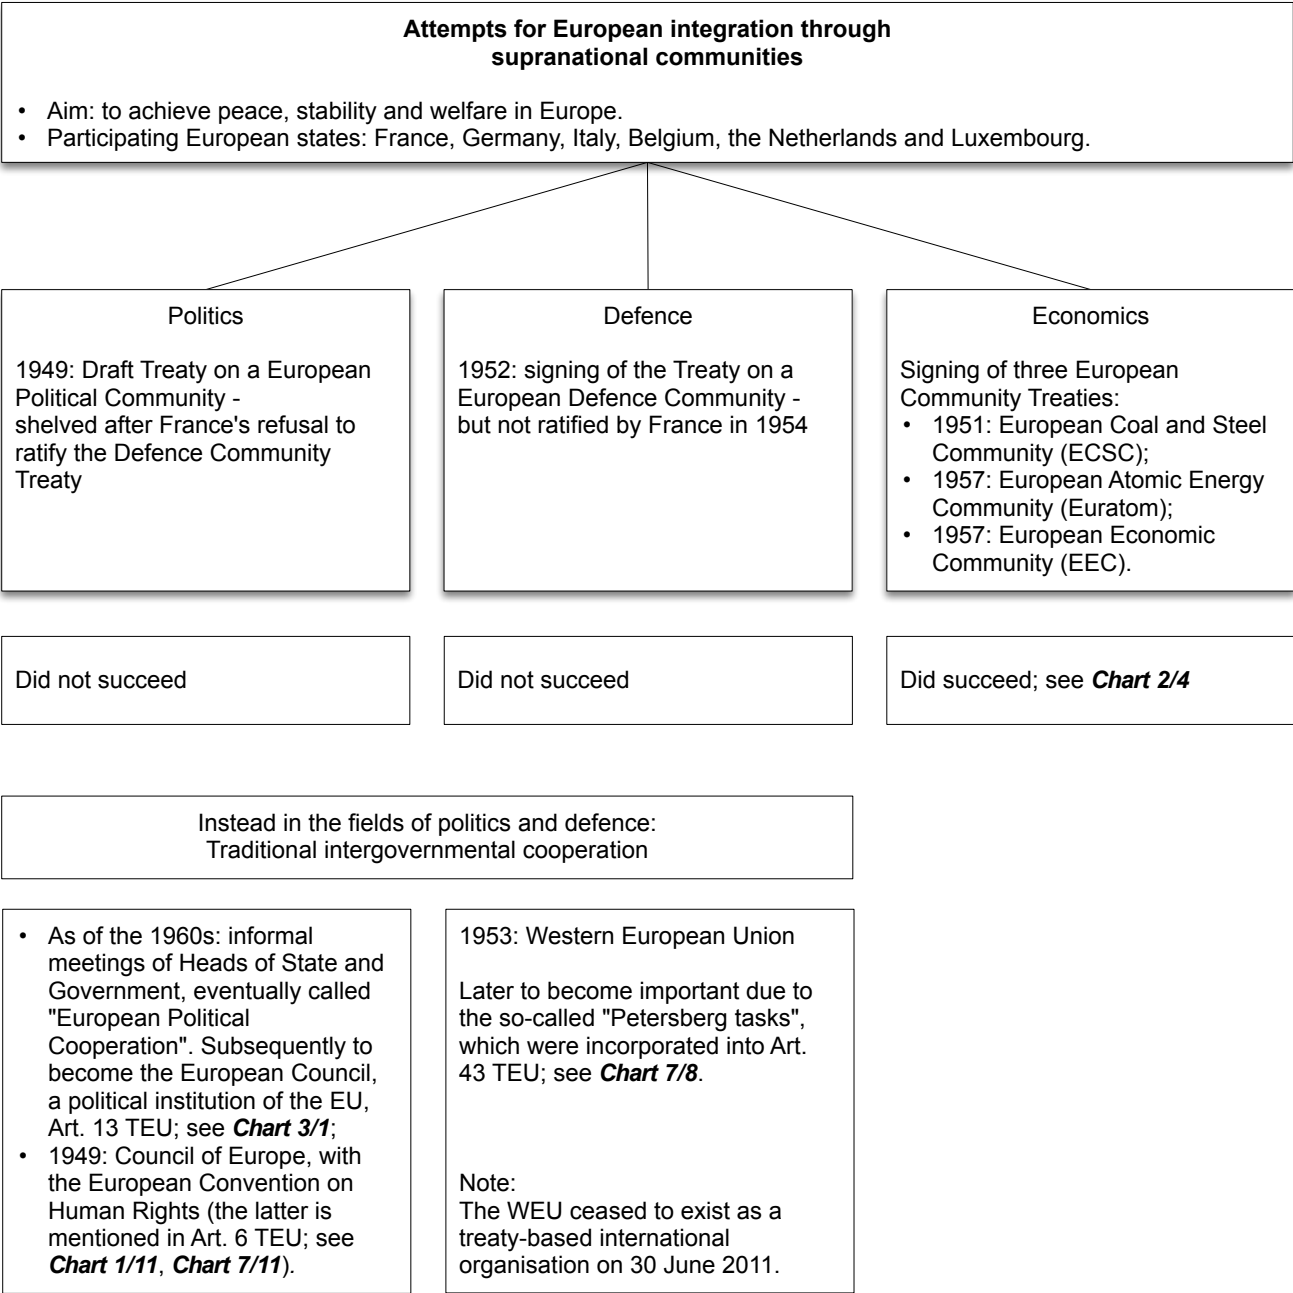 Attempts for European integration through
supranational communities
• Aim: to achieve peace, stability and welfare in Europe.
• Participating European states: France, Germany, Italy, Belgium, the Netherlands and Luxembourg.
Politics
1949: Draft Treaty on a European
Political Community -
shelved after France's refusal to
ratify the Defence Community
Treaty
Defence
1952: signing of the Treaty on a
European Defence Community -
but not ratified by France in 1954
Economics
Signing of three European
Community Treaties:
• 1951: European Coal and Steel
Community (ECSC);
• 1957: European Atomic Energy
Community (Euratom);
• 1957: European Economic
Community (EEC).
Did not succeed
Did not succeed
Did succeed; see Chart 2/4
Instead in the fields of politics and defence:
Traditional intergovernmental cooperation
• As of the 1960s: informal
meetings of Heads of State and
Government, eventually called
"European Political
Cooperation". Subsequently to
become the European Council,
a political institution of the EU,
Art. 13 TEU; see Chart 3/1;
• 1949: Council of Europe, with
the European Convention on
Human Rights (the latter is
mentioned in Art. 6 TEU; see
Chart 1/11, Chart 7/11).
1953: Western European Union
Later to become important due to
the so-called "Petersberg tasks",
which were incorporated into Art.
43 TEU; see Chart 7/8.
Note:
The WEU ceased to exist as a
treaty-based international
organisation on 30 June 2011.